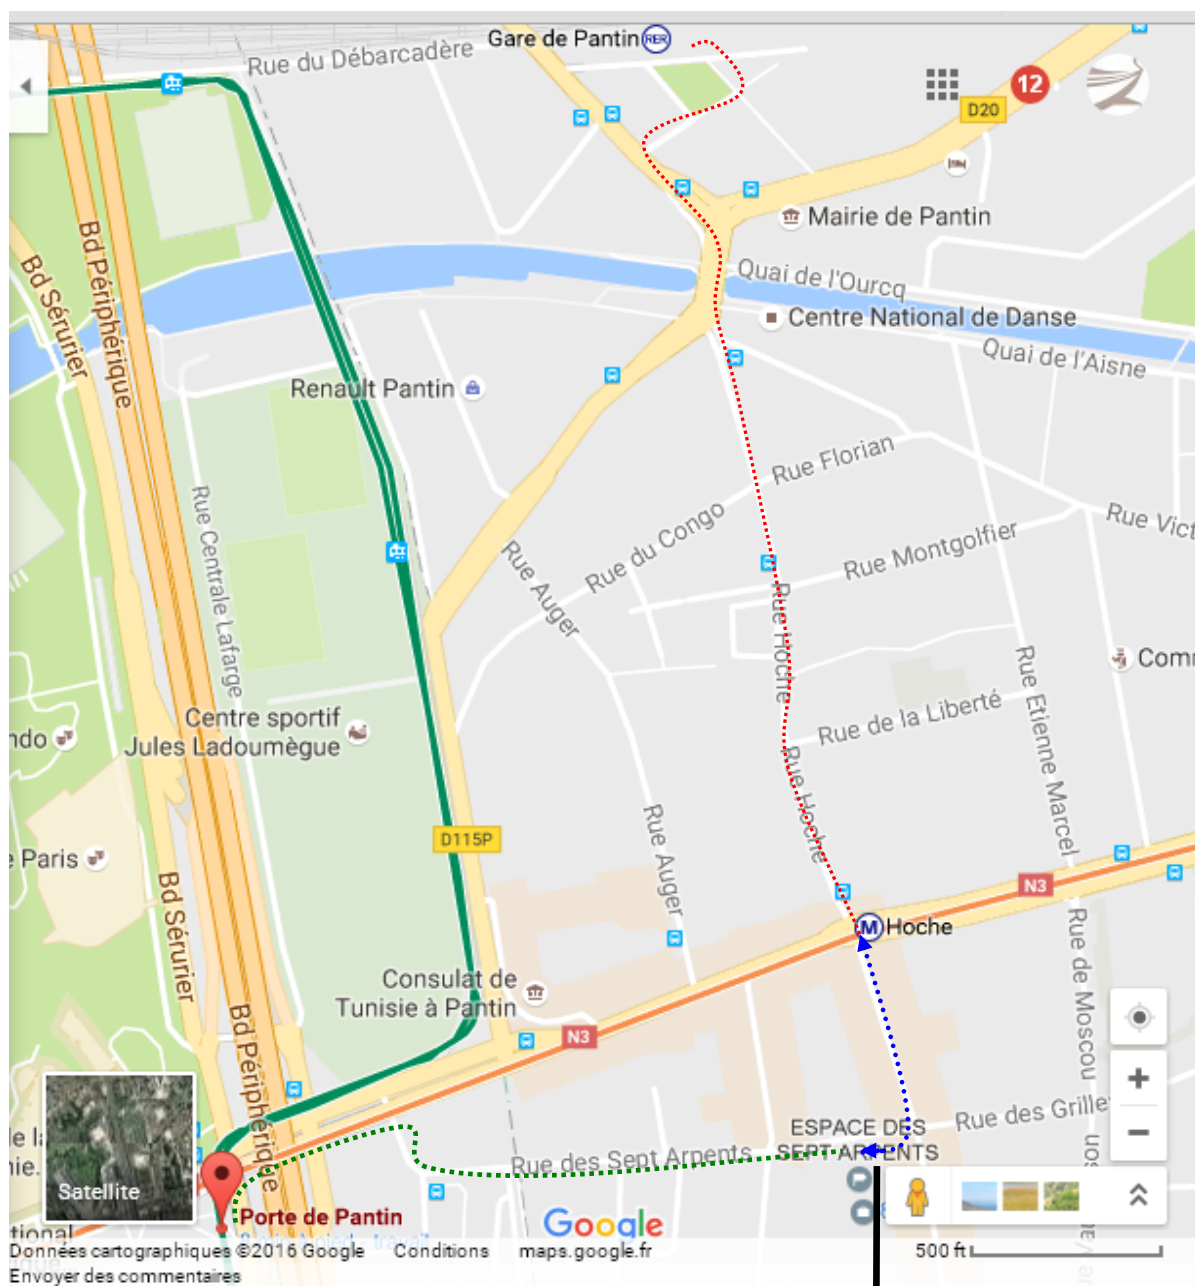 Gare de Pantin RER
Rue du Débarcadère
12
D20
Mairie de Pantin
Bd Périphérique
Bd Sérurier
Quai de l'Ourcq
Centre National de Danse
Quai de l'Aisne
Renault Pantin
Rue Florian
Rue du Congo
Rue Vict
Rue Montgolfier
Rue Centrale Lafarge
Rue Auger
Rue Hoche
Comm
Rue Etienne Marcel
Rue de la Liberté
Centre sportif
Jules Ladoumègue
ndo
Rue Hoche
Rue Auger
D115P
Paris
N3
Bd Sérurier
M Hoche
Rue de Moscou
Consulat de
Tunisie à Pantin
N3
Bd Périphérique
Rue des Grille
ESPACE DES
SEPT ARPENTS
Rue des Sept Arpents
Satellite
Porte de Pantin
Google
tional
Données cartographiques ©2016 Google Conditions maps.google.fr
500 ft
Envoyer des commentaires